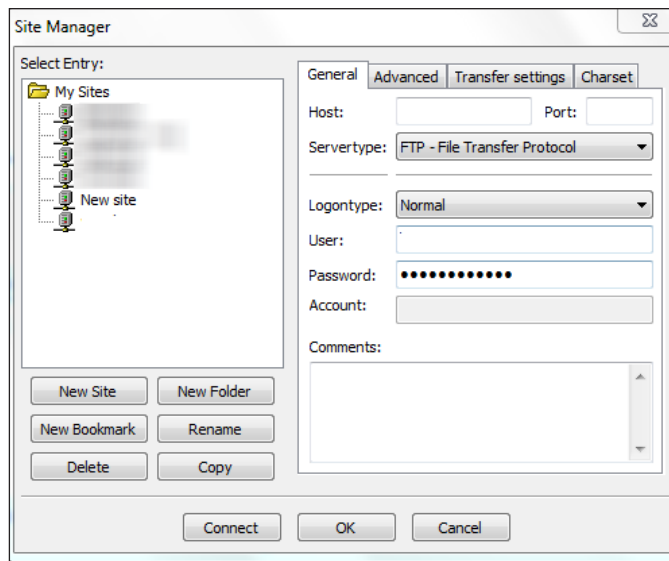 Site Manager
Select Entry:
My Sites
New site
New Site
New Folder
New Bookmark
Rename
Delete
Copy
General
Advanced
Transfer settings
Charset
Host:
Port:
Servertype:
FTP - File Transfer Protocol
Logontype:
Normal
User:
Password:
●●●●●●●●●●●●
Account:
Comments:
Connect
OK
Cancel